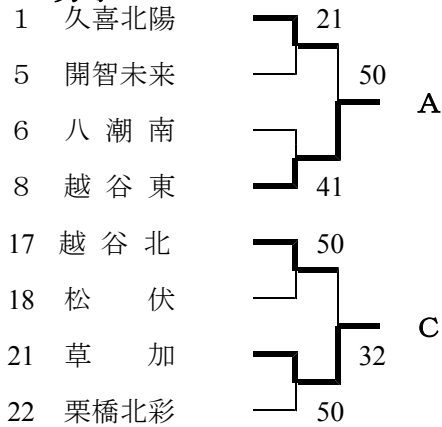 1 久喜北陽 21
5 開智未来 50
A
6 八潮南
8 越谷東 41
17 越谷北 50
18 松伏
C
21 草加 32
22 栗橋北彩 50